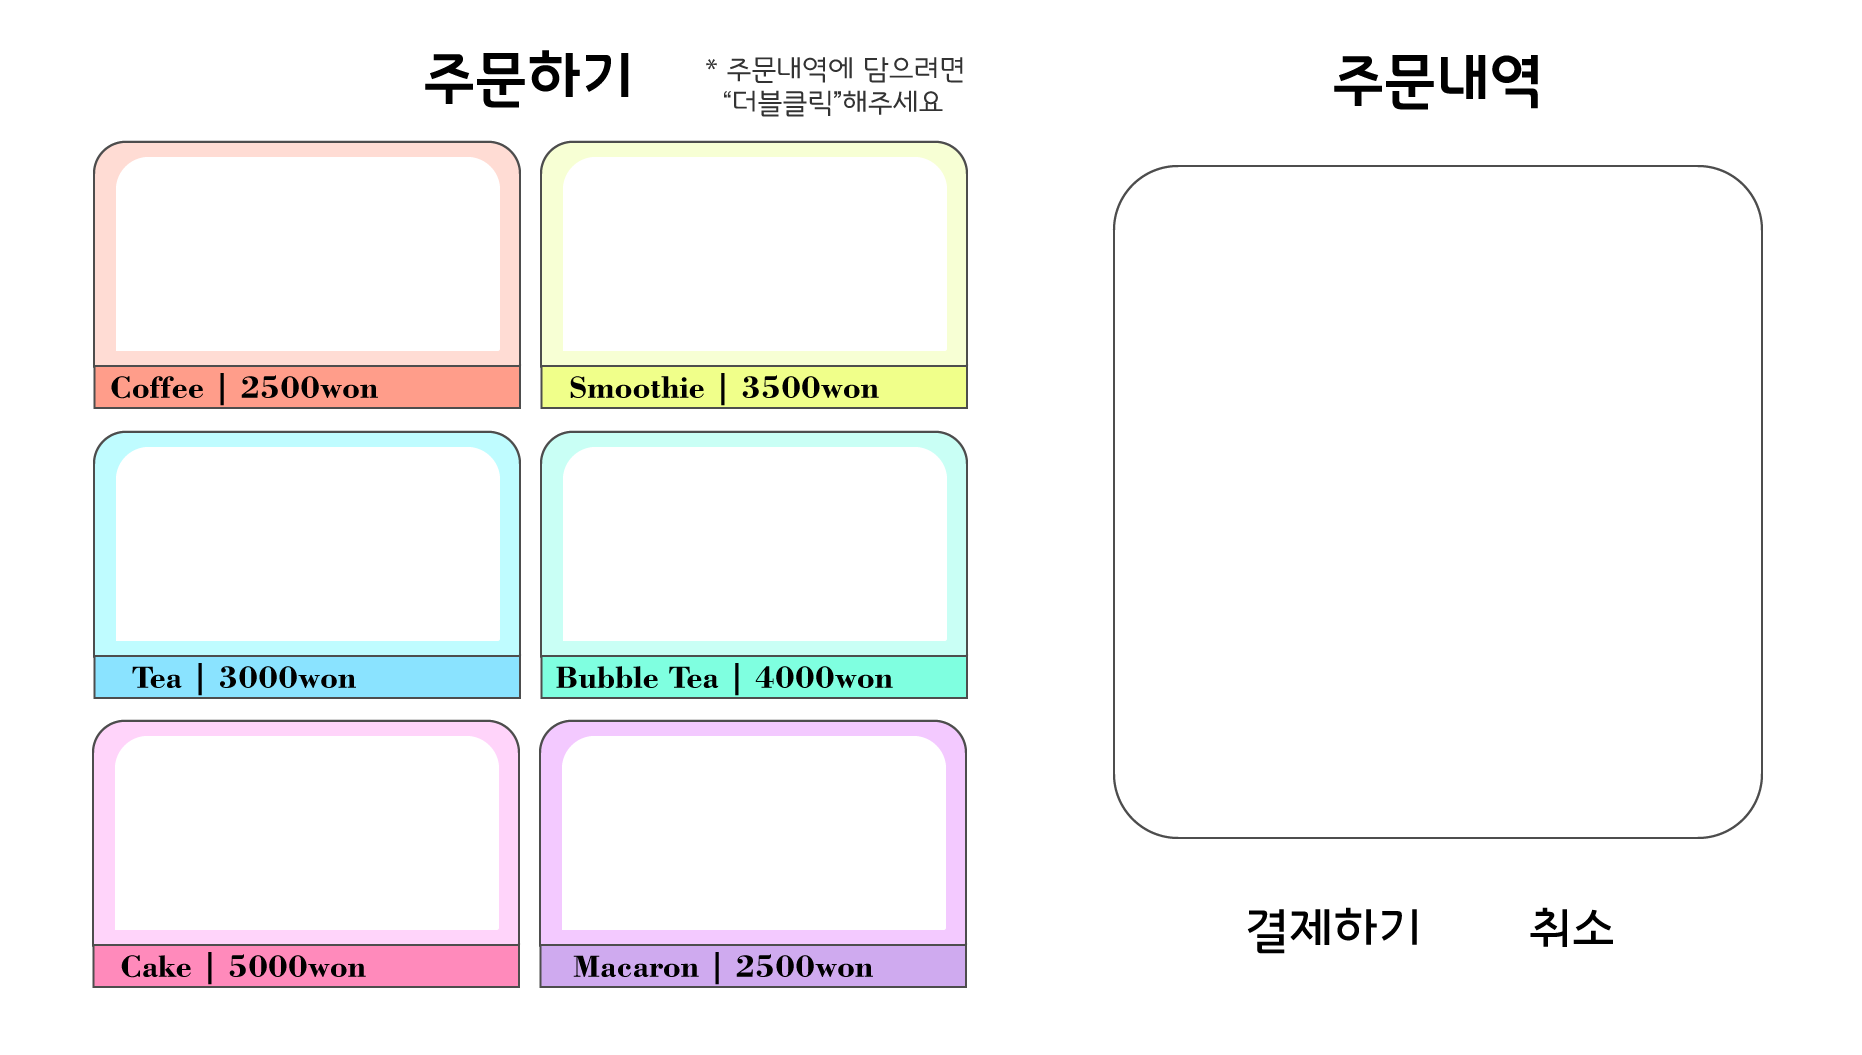 주문하기
* 주문내역에 담으려면
“더블클릭”해주세요
Coffee | 2500won
Smoothie | 3500won
Tea | 3000won
Bubble Tea | 4000won
Cake | 5000won
Macaron | 2500won
주문내역
결제하기
취소